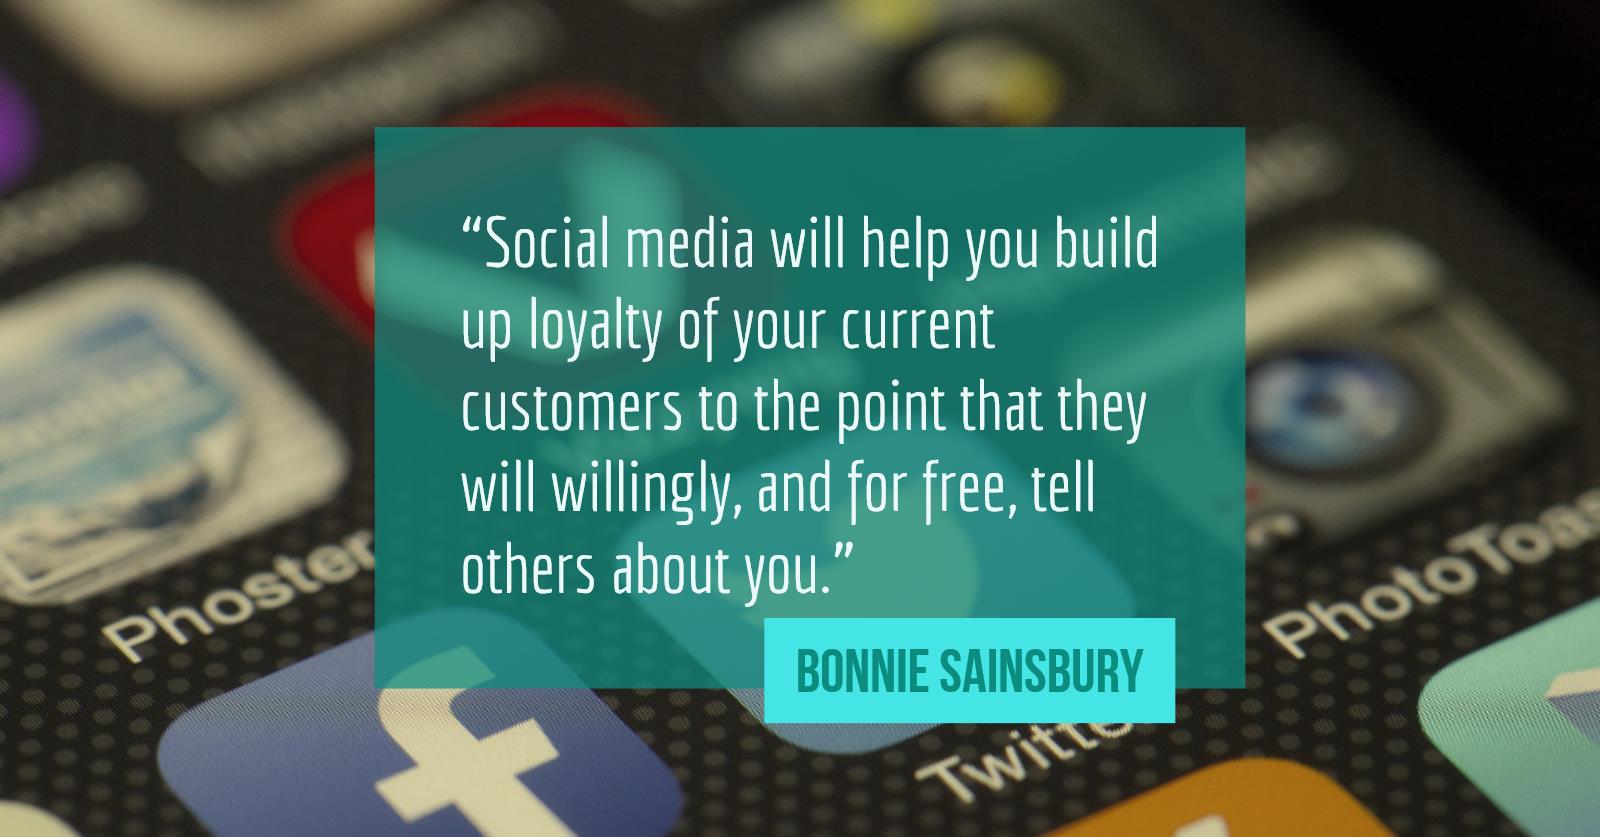 “Social media will help you build
up loyalty of your current
customers to the point that they
will willingly, and for free, tell
others about you.”
BONNIE SAINSBURY
Phoster
Twitte
PhotoToas